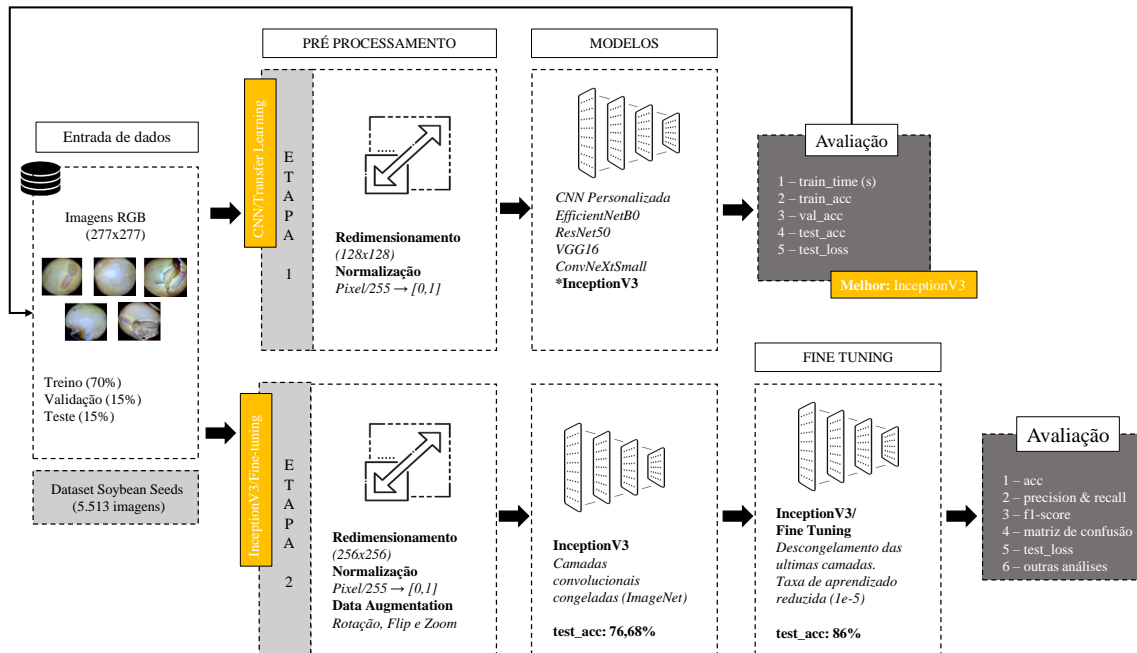 PRÉ PROCESSAMENTO
MODELOS
Entrada de dados
Imagens RGB
(277x277)
Treino (70%)
Validação (15%)
Teste (15%)
Dataset Soybean Seeds
(5.513 imagens)
CNN/Transfer Learning
E
T
A
P
A
1
Redimensionamento
(128x128)
Normalização
Pixel/255 → [0,1]
CNN Personalizada
EfficientNetB0
ResNet50
VGG16
ConvNeXtSmall
*InceptionV3
Avaliação
1 – train_time (s)
2 – train_acc
3 – val_acc
4 – test_acc
5 – test_loss
Melhor: InceptionV3
InceptionV3/Fine-tuning
E
T
A
P
A
2
Redimensionamento
(256x256)
Normalização
Pixel/255 → [0,1]
Data Augmentation
Rotação, Flip e Zoom
InceptionV3
Camadas
convolucionais
congeladas (ImageNet)
test_acc: 76,68%
FINE TUNING
InceptionV3/
Fine Tuning
Descongelamento das
ultimas camadas.
Taxa de aprendizado
reduzida (1e-5)
test_acc: 86%
Avaliação
1 – acc
2 – precision & recall
3 – f1-score
4 – matriz de confusão
5 – test_loss
6 – outras análises